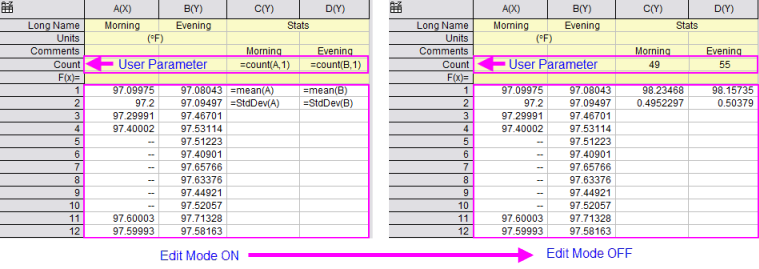 A(X) B(Y) C(Y) D(Y)
Long Name Morning Evening Stats
Units (°F)
Comments Morning Evening
Count User Parameter =count(A,1) =count(B,1)
F(x)=
1 97.09975 97.08043 =mean(A) =mean(B)
2 97.2 97.09497 =StdDev(A) =StdDev(B)
3 97.29991 97.46701
4 97.40002 97.53114
5 -- 97.51223
6 -- 97.40901
7 -- 97.65766
8 -- 97.63376
9 -- 97.44921
10 -- 97.52057
11 97.60003 97.71328
12 97.59993 97.58163
Edit Mode ON
A(X) B(Y) C(Y) D(Y)
Long Name Morning Evening Stats
Units (°F)
Comments Morning Evening
Count User Parameter 49 55
F(x)=
1 97.09975 97.08043 98.23468 98.15735
2 97.2 97.09497 0.4952297 0.50379
3 97.29991 97.46701
4 97.40002 97.53114
5 -- 97.51223
6 -- 97.40901
7 -- 97.65766
8 -- 97.63376
9 -- 97.44921
10 -- 97.52057
11 97.60003 97.71328
12 97.59993 97.58163
Edit Mode OFF